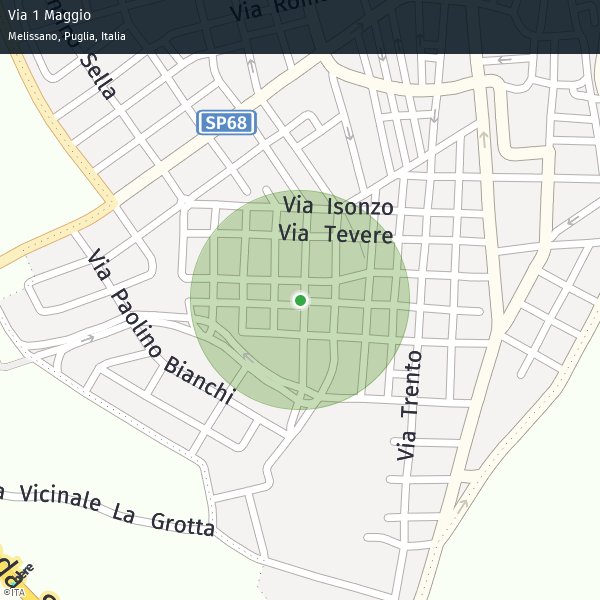 Via 1 Maggio
Melissano, Puglia, Italia
Via Roma
Sella
SP68
Via Isonzo
Via Tevere
Via Paolino Bianchi
Via Trento
Vicinale La Grotta
©ITA